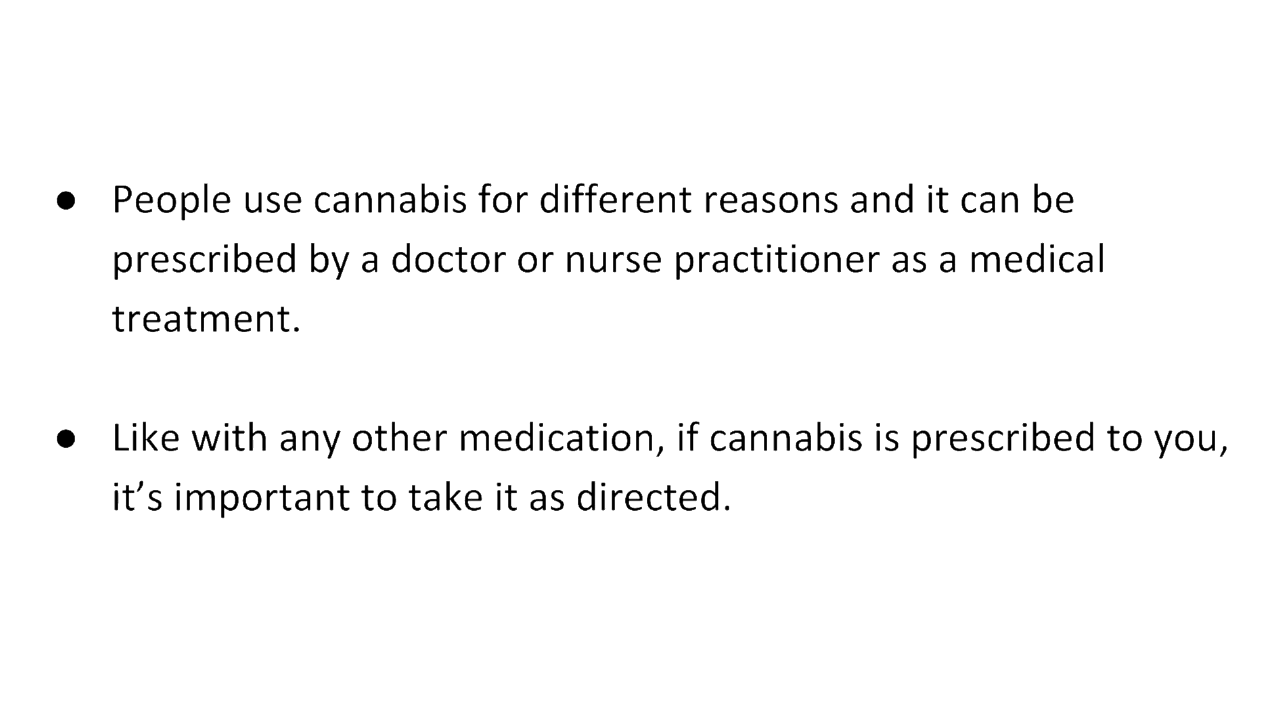 ● People use cannabis for different reasons and it can be
prescribed by a doctor or nurse practitioner as a medical
treatment.
● Like with any other medication, if cannabis is prescribed to you,
it’s important to take it as directed.